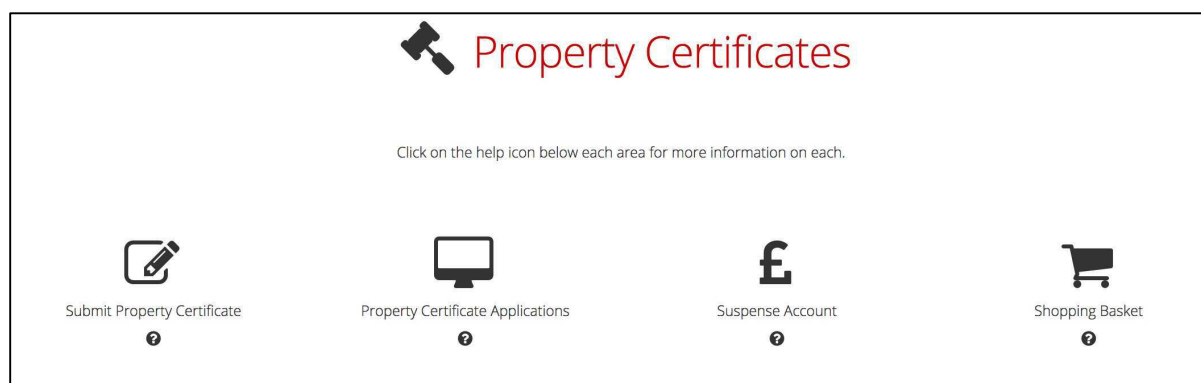 Property Certificates
Click on the help icon below each area for more information on each.
Submit Property Certificate
Property Certificate Applications
£
Suspense Account
Shopping Basket